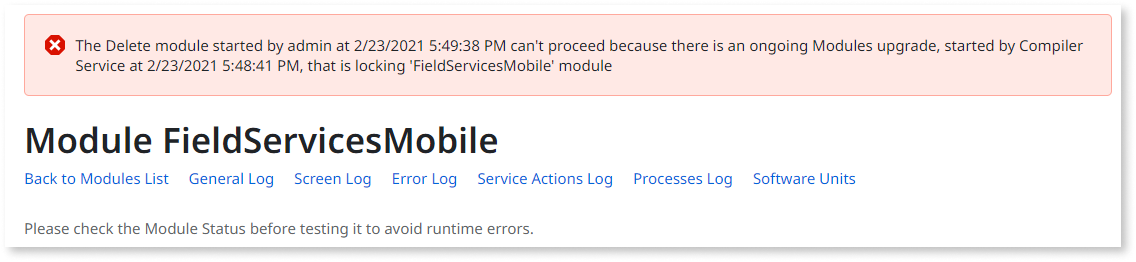 The Delete module started by admin at 2/23/2021 5:49:38 PM can't proceed because there is an ongoing Modules upgrade, started by Compiler
Service at 2/23/2021 5:48:41 PM, that is locking 'FieldServicesMobile' module
Module FieldServicesMobile
Back to Modules List General Log Screen Log Error Log Service Actions Log Processes Log Software Units
Please check the Module Status before testing it to avoid runtime errors.